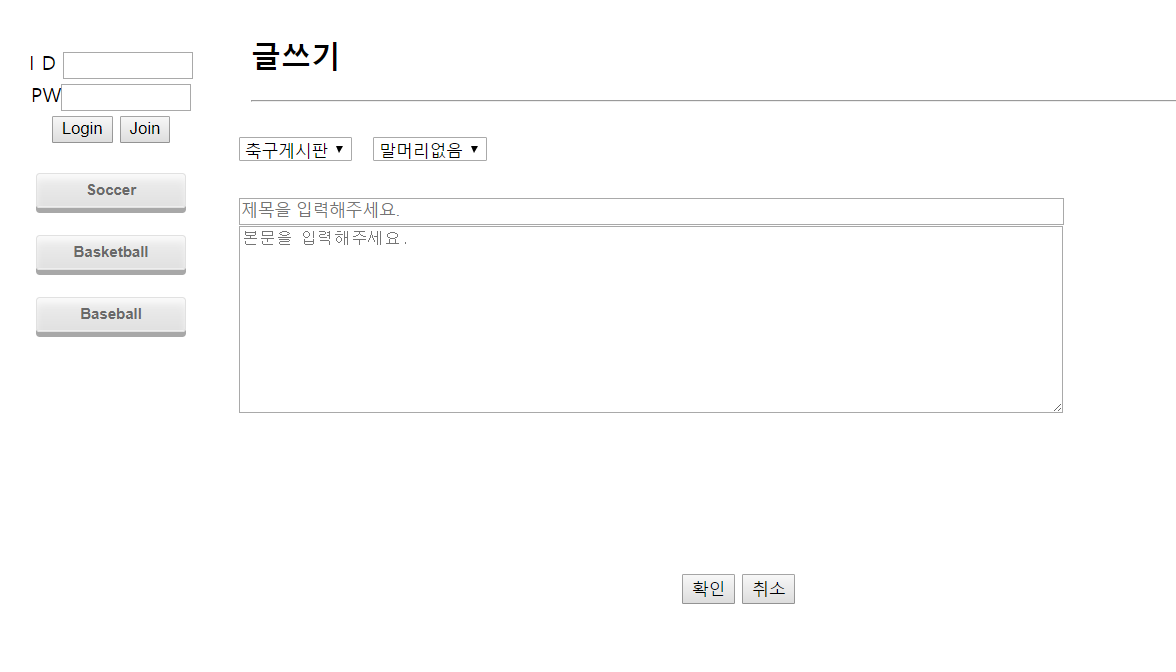 I D
PW
Login Join
Soccer
Basketball
Baseball
글쓰기
축구게시판 말머리없음
제목을 입력해주세요.
본문을 입력해주세요.
확인 취소